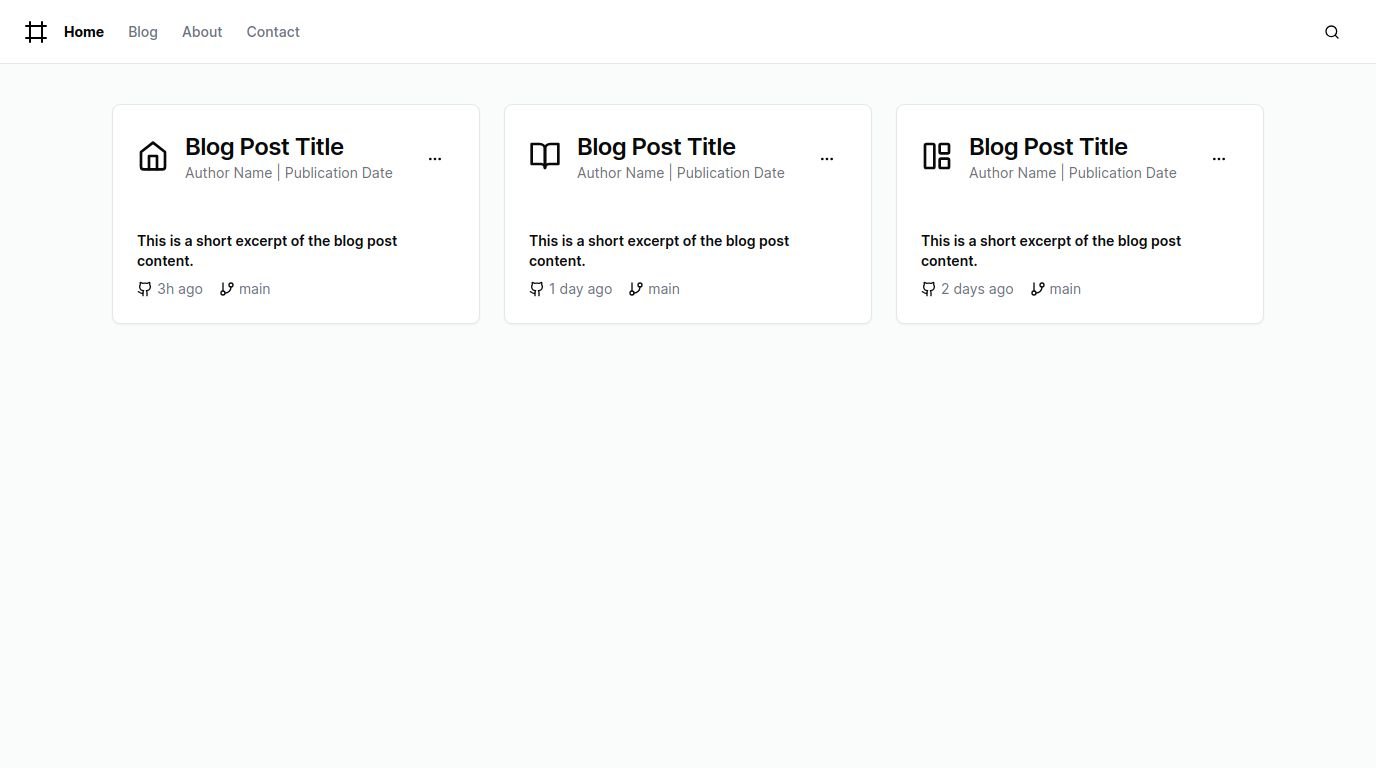 Home Blog About Contact
Blog Post Title
Author Name | Publication Date
This is a short excerpt of the blog post
content.
3h ago main
Blog Post Title
Author Name | Publication Date
This is a short excerpt of the blog post
content.
1 day ago main
Blog Post Title
Author Name | Publication Date
This is a short excerpt of the blog post
content.
2 days ago main